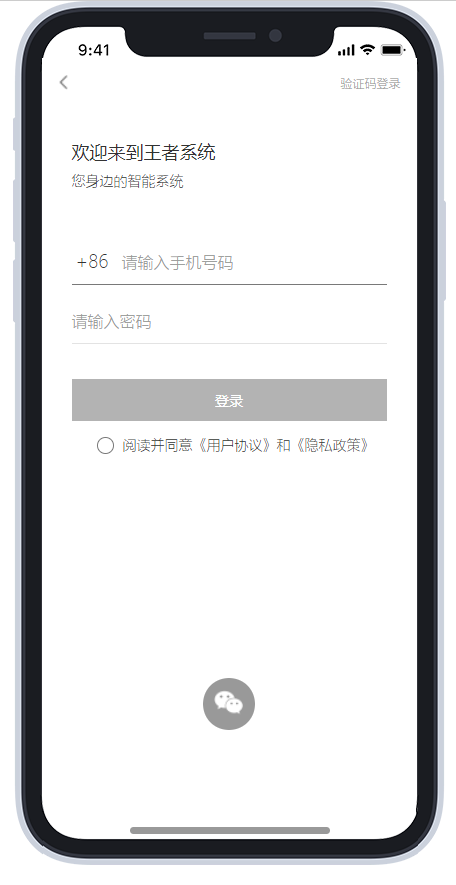 9:41
验证码登录
欢迎来到王者系统
您身边的智能系统
+86 请输入手机号码
请输入密码
登录
阅读并同意《用户协议》和《隐私政策》